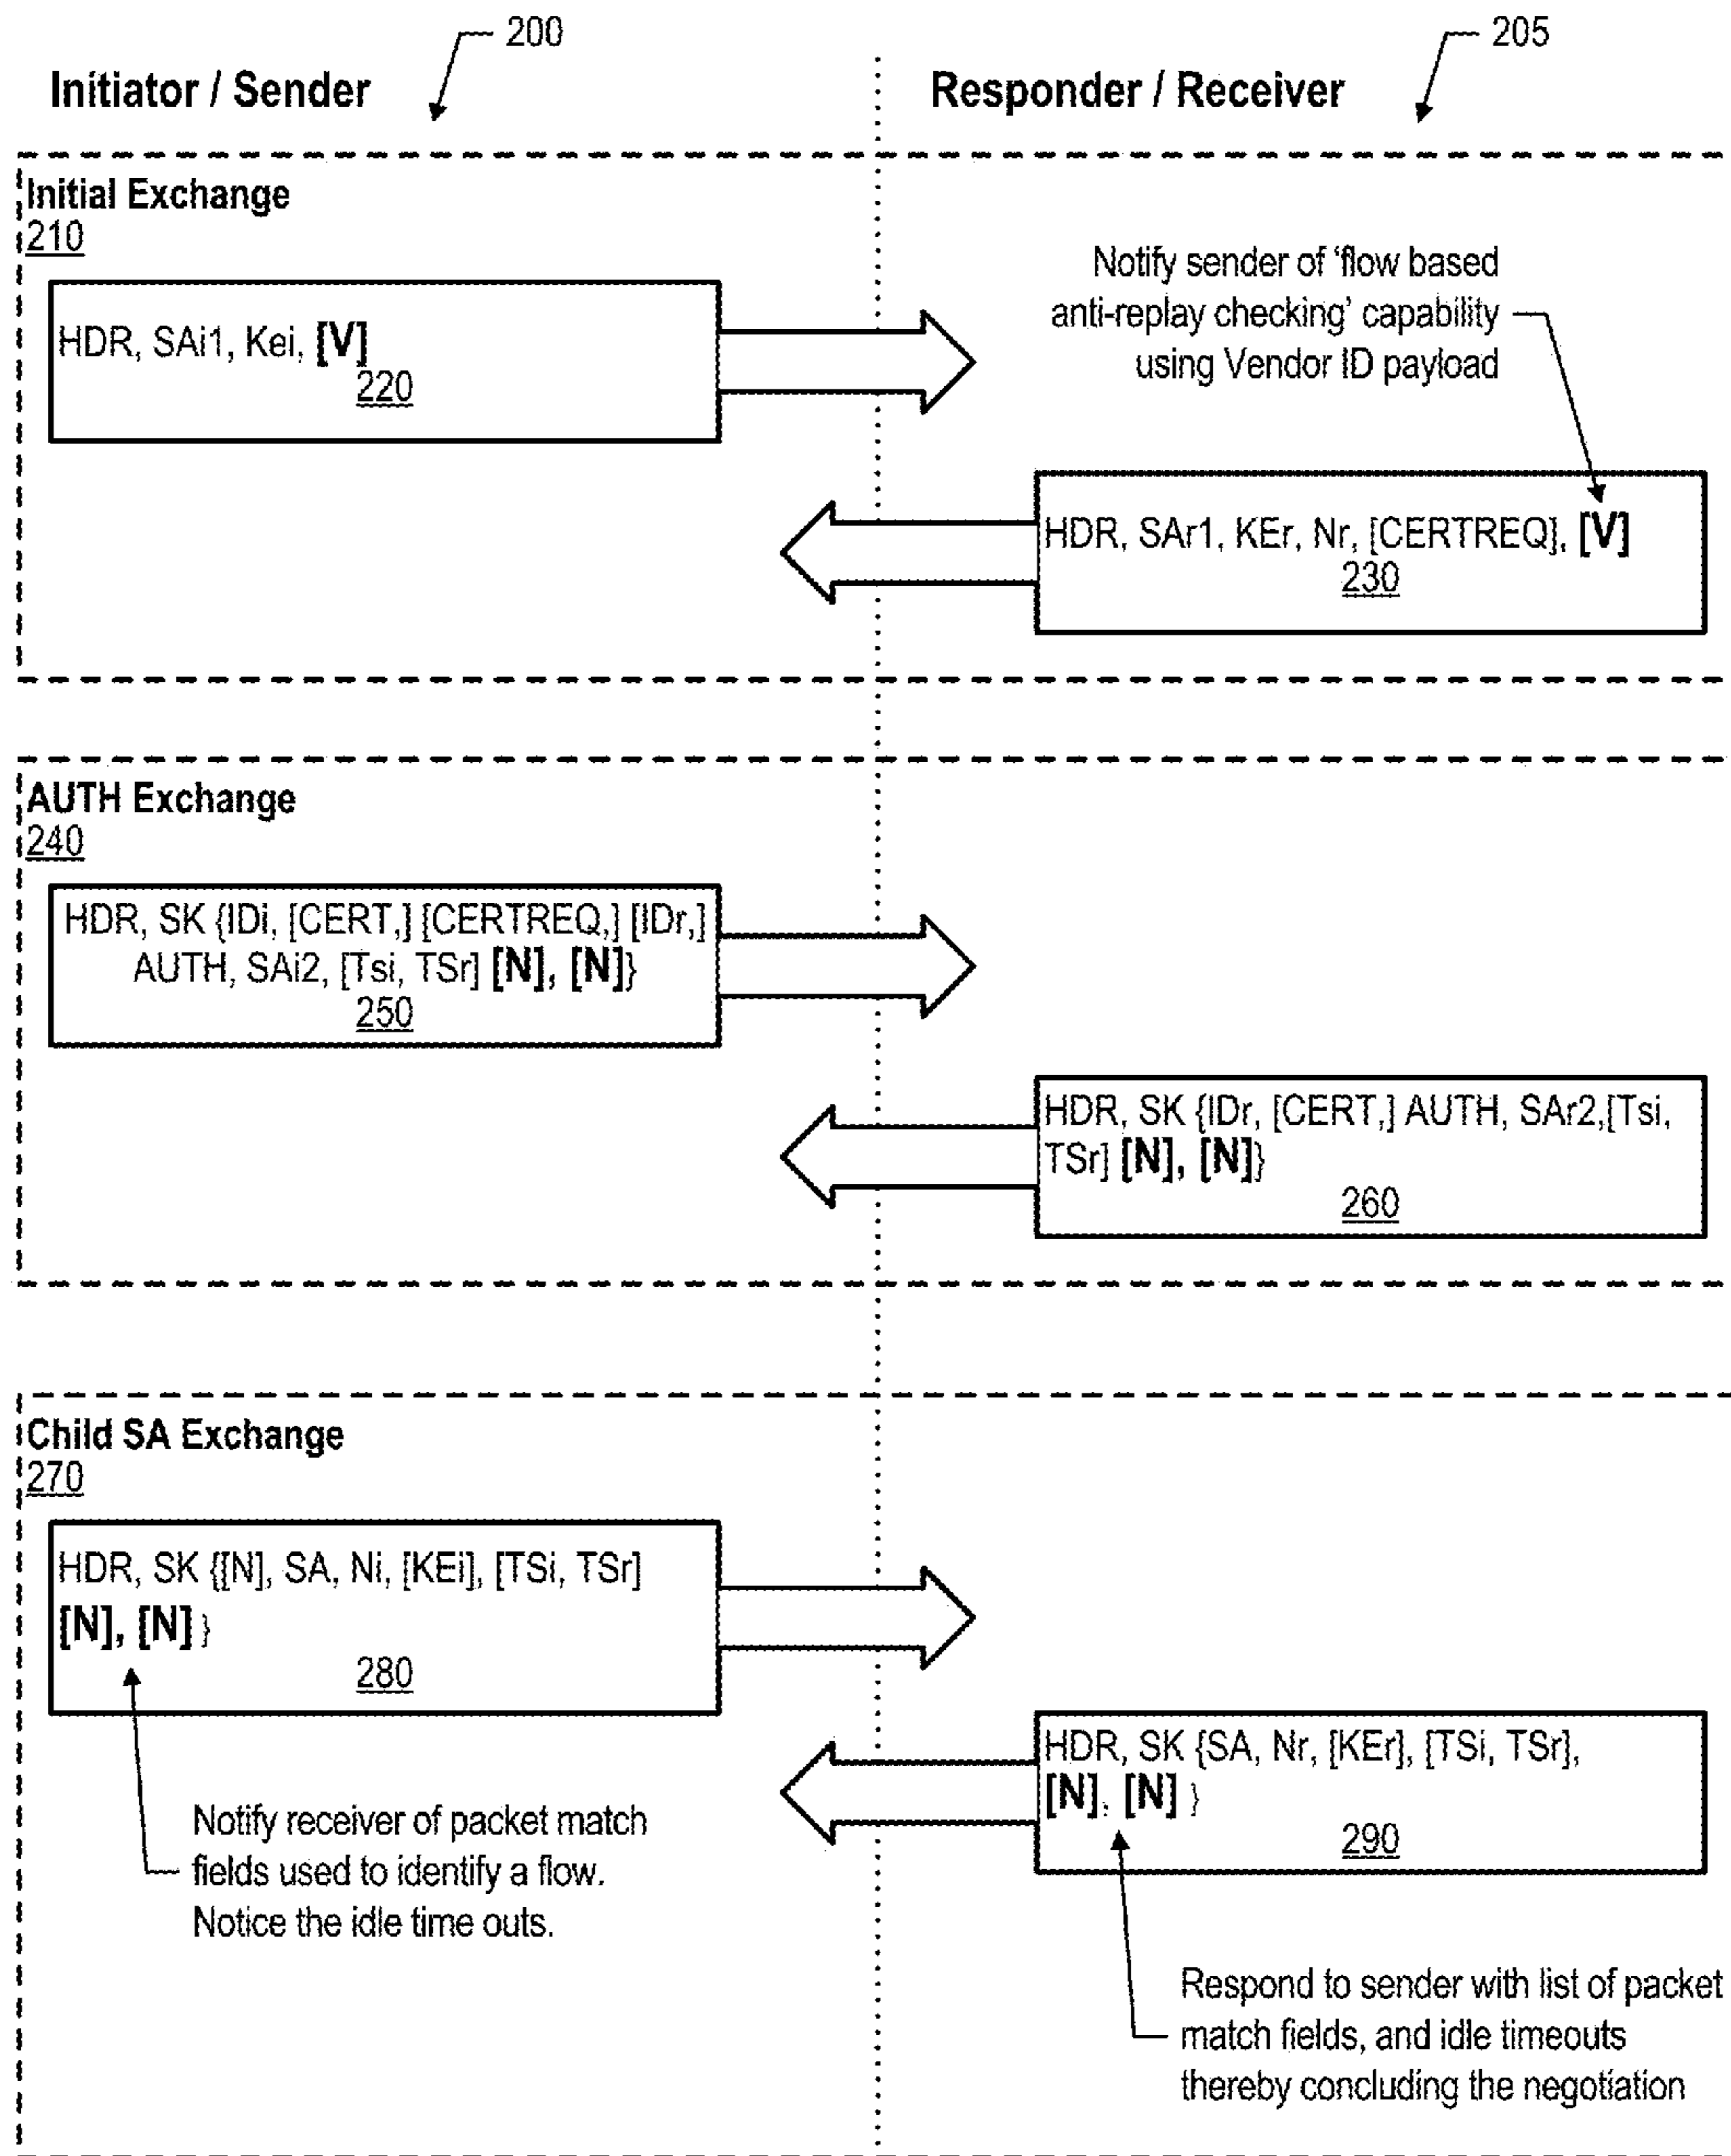 200
205
Initiator / Sender
Responder / Receiver
Initial Exchange
210
HDR, SAi1, Kei, [V]
220
Notify sender of ‘flow based
anti-replay checking’ capability
using Vendor ID payload
HDR, SAr1, KEr, Nr, [CERTREQ], [V]
230
AUTH Exchange
240
HDR, SK {IDi, [CERT,] [CERTREQ,] [IDr,]
AUTH, SAi2, [Tsi, TSr] [N], [N]}
250
HDR, SK {IDr, [CERT,] AUTH, SAr2,[Tsi,
TSr] [N], [N]}
260
Child SA Exchange
270
HDR, SK {[N], SA, Ni, [KEi], [TSi, TSr]
[N], [N] }
280
Notify receiver of packet match
fields used to identify a flow.
Notice the idle time outs.
HDR, SK {SA, Nr, [KEr], [TSi, TSr],
[N], [N] }
290
Respond to sender with list of packet
match fields, and idle timeouts
thereby concluding the negotiation